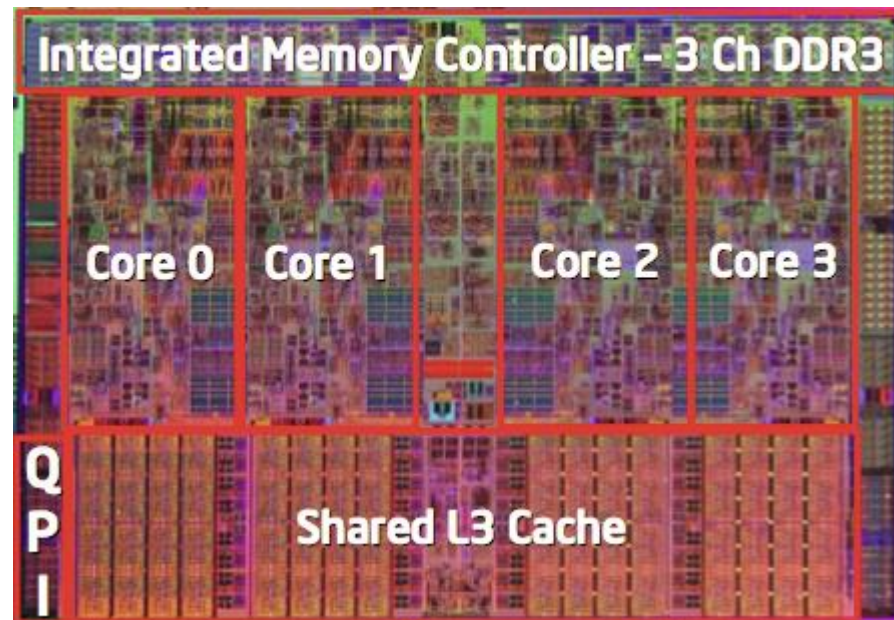 Integrated Memory Controller – 3 Ch DDR3
Core 0
Core 1
Core 2
Core 3
Q
P
I
Shared L3 Cache